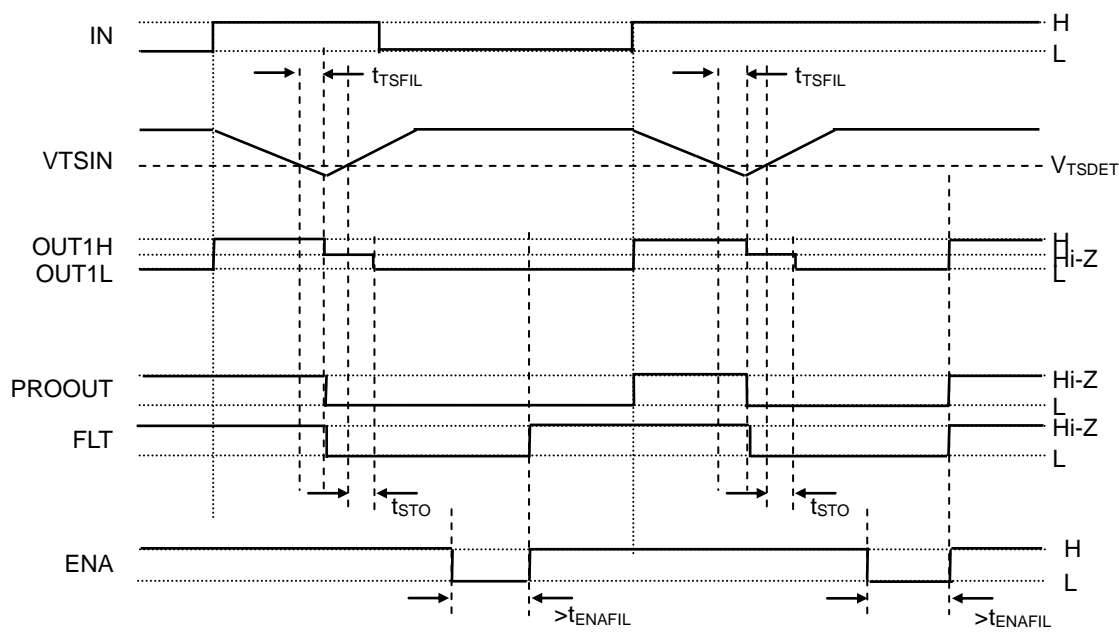 IN
H
L
tTSFIL
tTSFIL
VTSIN
VTSDET
OUT1H
OUT1L
H
Hi-Z
L
PROOUT
Hi-Z
L
FLT
Hi-Z
L
tSTO
tSTO
ENA
H
L
>tENAFIL
>tENAFIL